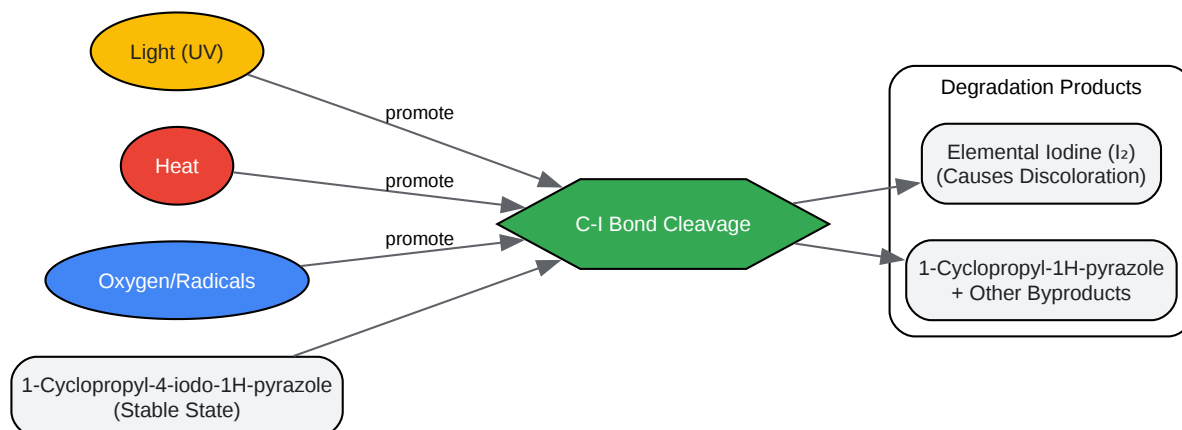 Light (UV)
promote
Heat
promote
Oxygen/Radicals
promote
1-Cyclopropyl-4-iodo-1H-pyrazole
(Stable State)
C-I Bond Cleavage
Degradation Products
Elemental Iodine (I₂)
(Causes Discoloration)
1-Cyclopropyl-1H-pyrazole
+ Other Byproducts